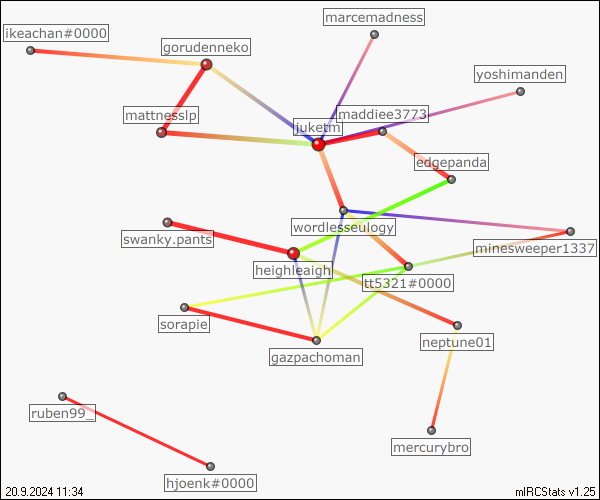 marcemadness
ikeachan#0000
gorudenneko
yoshimanden
mattnesslp
maddiee3773
juketm
edgepanda
wordlesseulogy
swanky.pants
minesweeper1337
heighleaigh
tt5321#0000
sorapie
neptune01
gazpachoman
ruben99_
mercurybro
hjoenk#0000
20.9.2024 11:34
mIRCStats v1.25